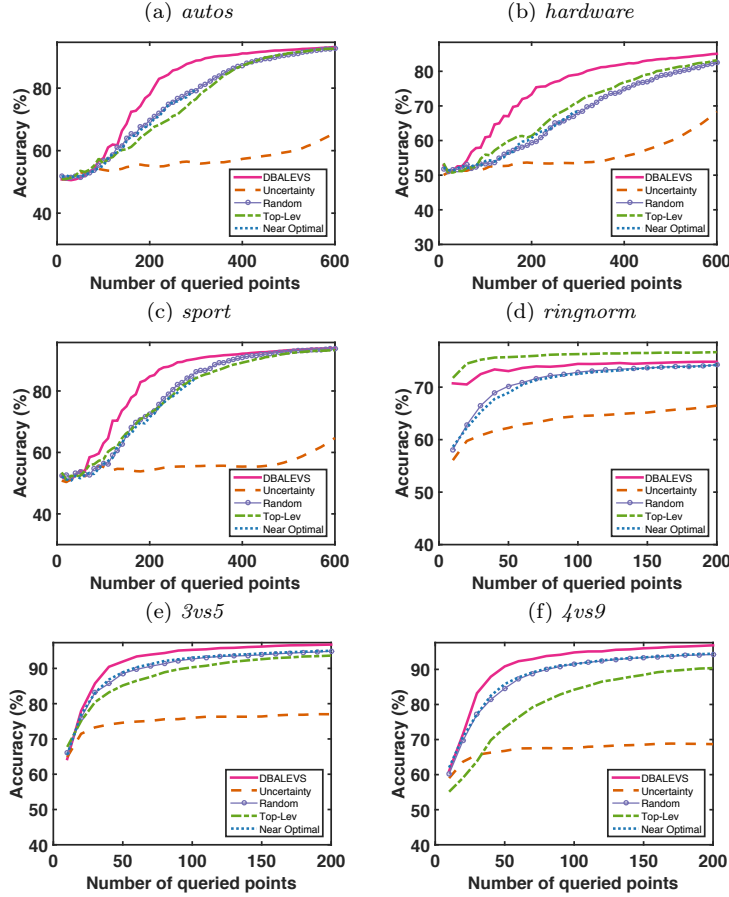 (a) autos
(b) hardware
Accuracy (%)
80
60
40
0
200
400
600
Number of queried points
DBALEVS
Uncertainty
Random
Top-Lev
Near Optimal
Accuracy (%)
80
70
60
50
40
30
0
200
400
600
Number of queried points
DBALEVS
Uncertainty
Random
Top-Lev
Near Optimal
(c) sport
(d) ringnorm
Accuracy (%)
80
60
40
0
200
400
600
Number of queried points
DBALEVS
Uncertainty
Random
Top-Lev
Near Optimal
Accuracy (%)
70
60
50
40
0
50
100
150
200
Number of queried points
DBALEVS
Uncertainty
Random
Top-Lev
Near Optimal
(e) 3vs5
(f) 4vs9
Accuracy (%)
90
80
70
60
50
40
0
50
100
150
200
Number of queried points
DBALEVS
Uncertainty
Random
Top-Lev
Near Optimal
Accuracy (%)
90
80
70
60
50
40
0
50
100
150
200
Number of queried points
DBALEVS
Uncertainty
Random
Top-Lev
Near Optimal